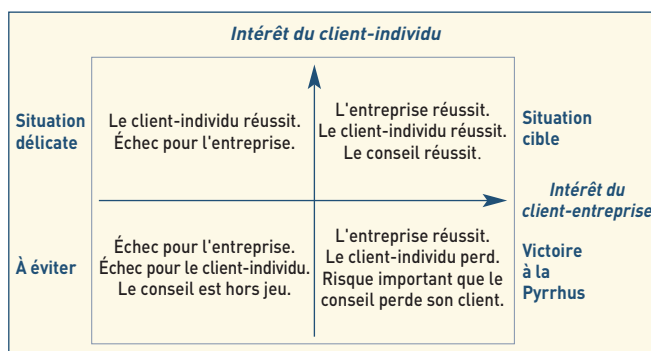 Intérêt du client-individu
Situation
délicate
Le client-individu réussit.
Échec pour l'entreprise.
L'entreprise réussit.
Le client-individu réussit.
Le conseil réussit.
Situation
cible
Intérêt du
client-entreprise
À éviter
Échec pour l'entreprise.
Échec pour le client-individu.
Le conseil est hors jeu.
L'entreprise réussit.
Le client-individu perd.
Risque important que le
conseil perde son client.
Victoire
à la
Pyrrhus